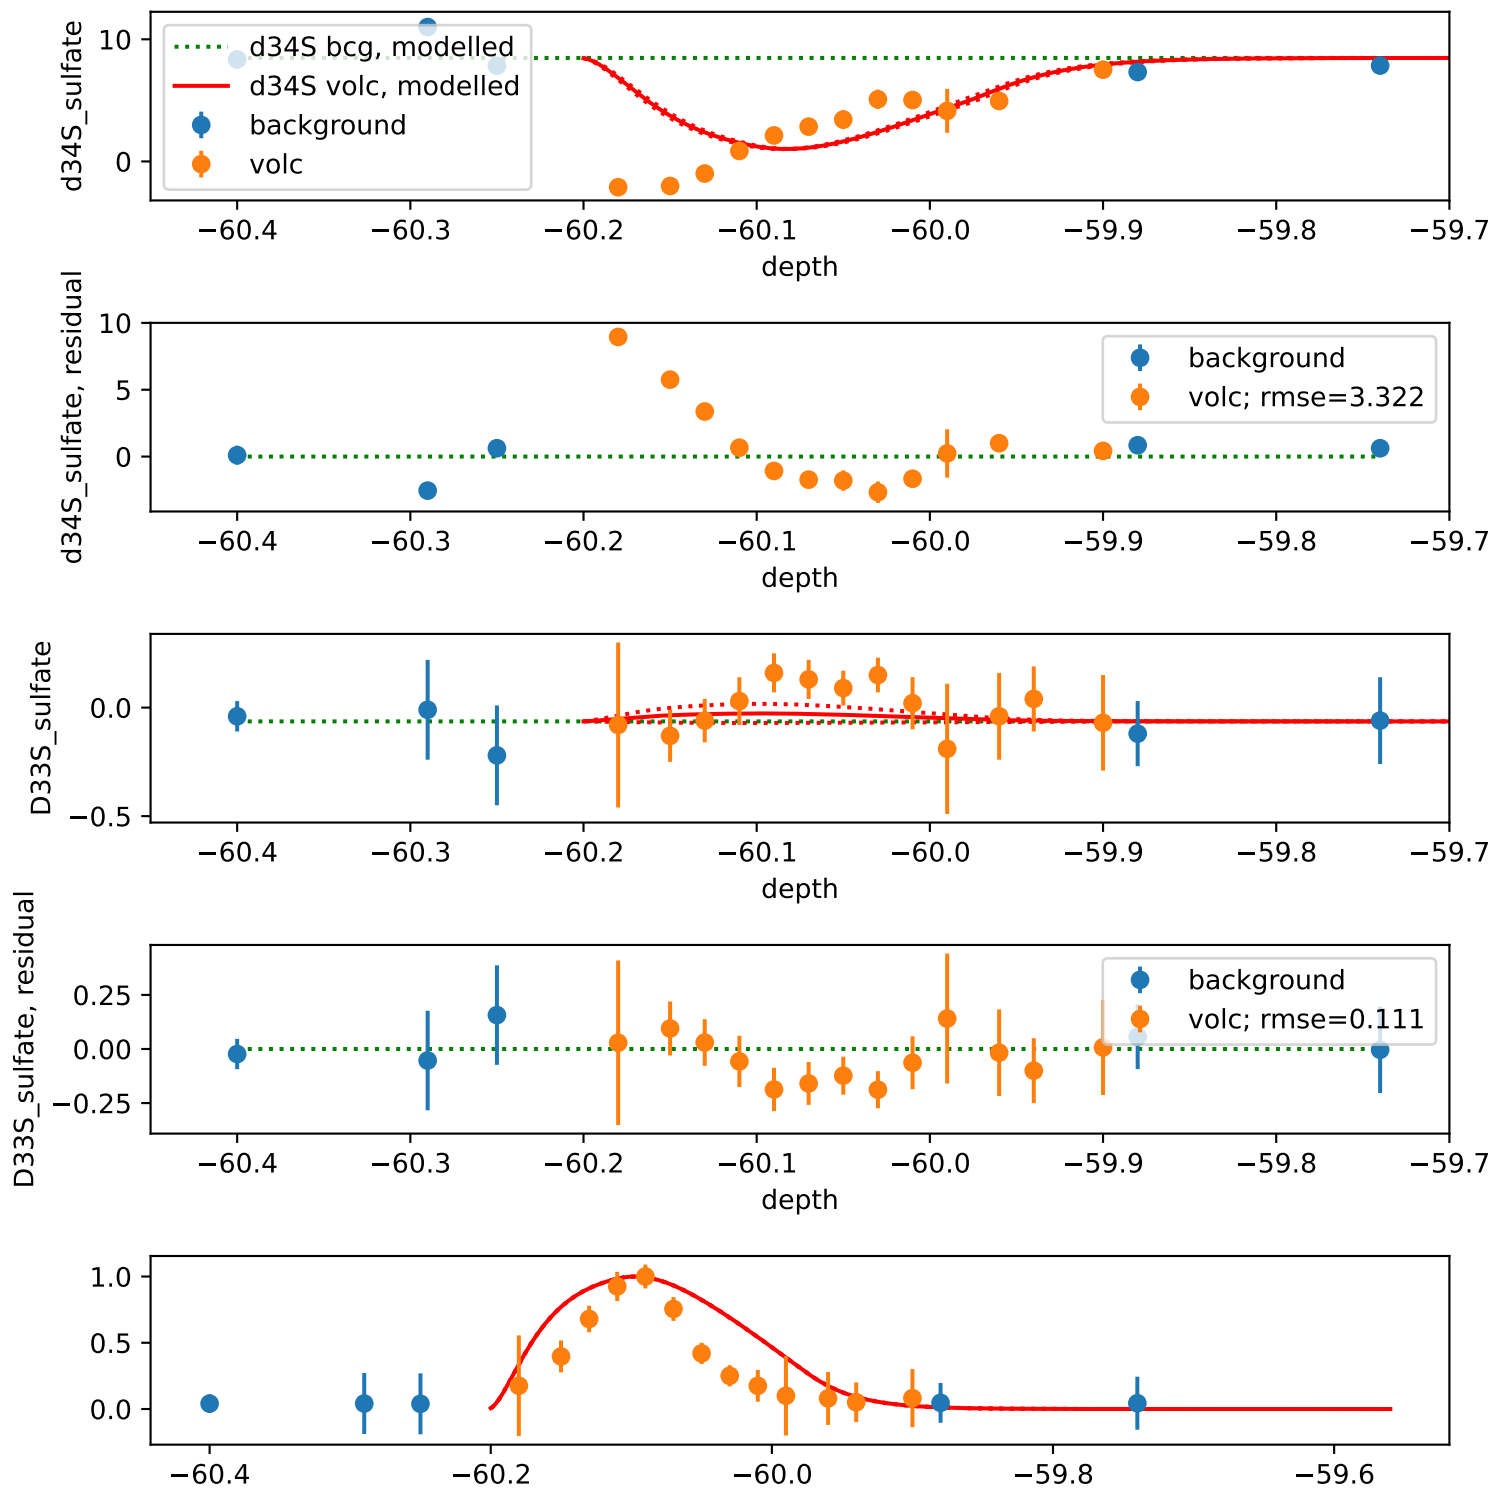 d34S_sulfate
10
0
d34S bcg, modelled
d34S volc, modelled
background
volc
−60.4 −60.3 −60.2 −60.1 −60.0 −59.9 −59.8 −59.7
depth
d34S_sulfate, residual
10
5
0
background
volc; rmse=3.322
−60.4 −60.3 −60.2 −60.1 −60.0 −59.9 −59.8 −59.7
depth
D33S_sulfate
0.0
−0.5
−60.4 −60.3 −60.2 −60.1 −60.0 −59.9 −59.8 −59.7
depth
D33S_sulfate, residual
0.25
0.00
−0.25
background
volc; rmse=0.111
−60.4 −60.3 −60.2 −60.1 −60.0 −59.9 −59.8 −59.7
depth
1.0
0.5
0.0
−60.4 −60.2 −60.0 −59.8 −59.6